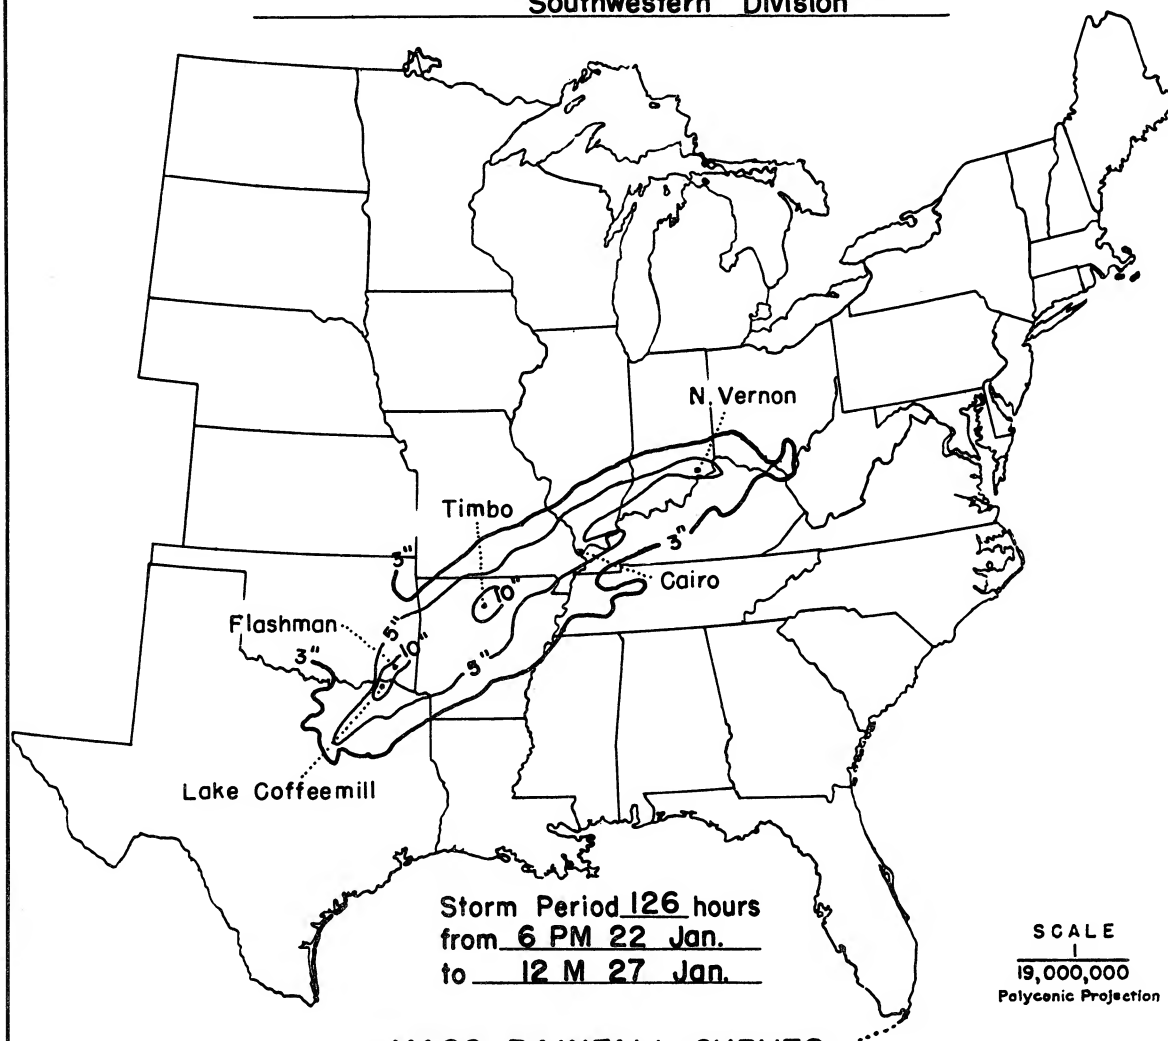 Southwestern Division
N. Vernon
Timbo
3"
3"
Cairo
10"
Flashman
5"
10"
3"
5"
Lake Coffeemill
Storm Period 126 hours
from 6 PM 22 Jan.
to 12 M 27 Jan.
SCALE
1
19,000,000
Polyconic Projection
MASS RAINFALL CURVES